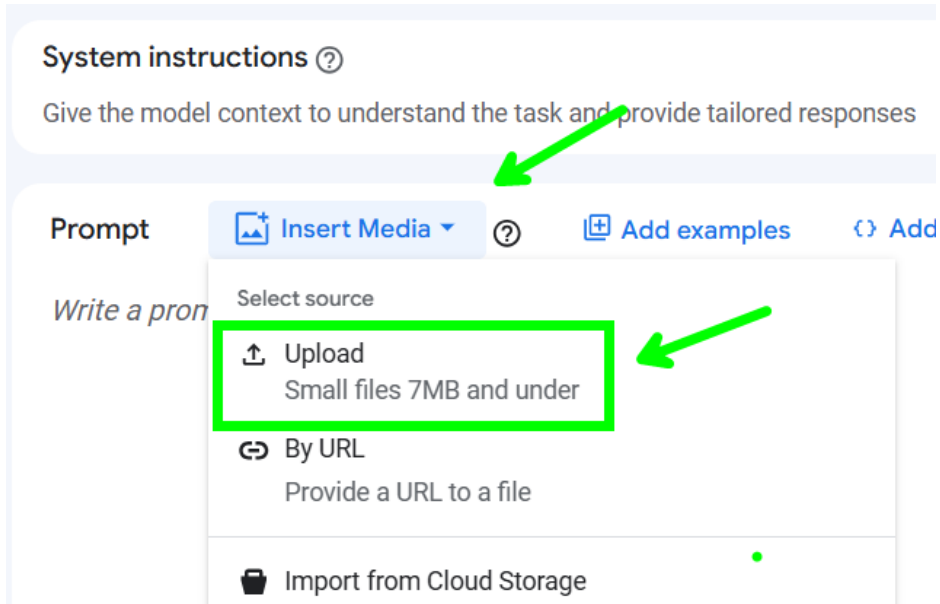 System instructions
Give the model context to understand the task and provide tailored responses
Prompt Insert Media Add examples Add
Write a prom
Select source
Upload
Small files 7MB and under
By URL
Provide a URL to a file
Import from Cloud Storage